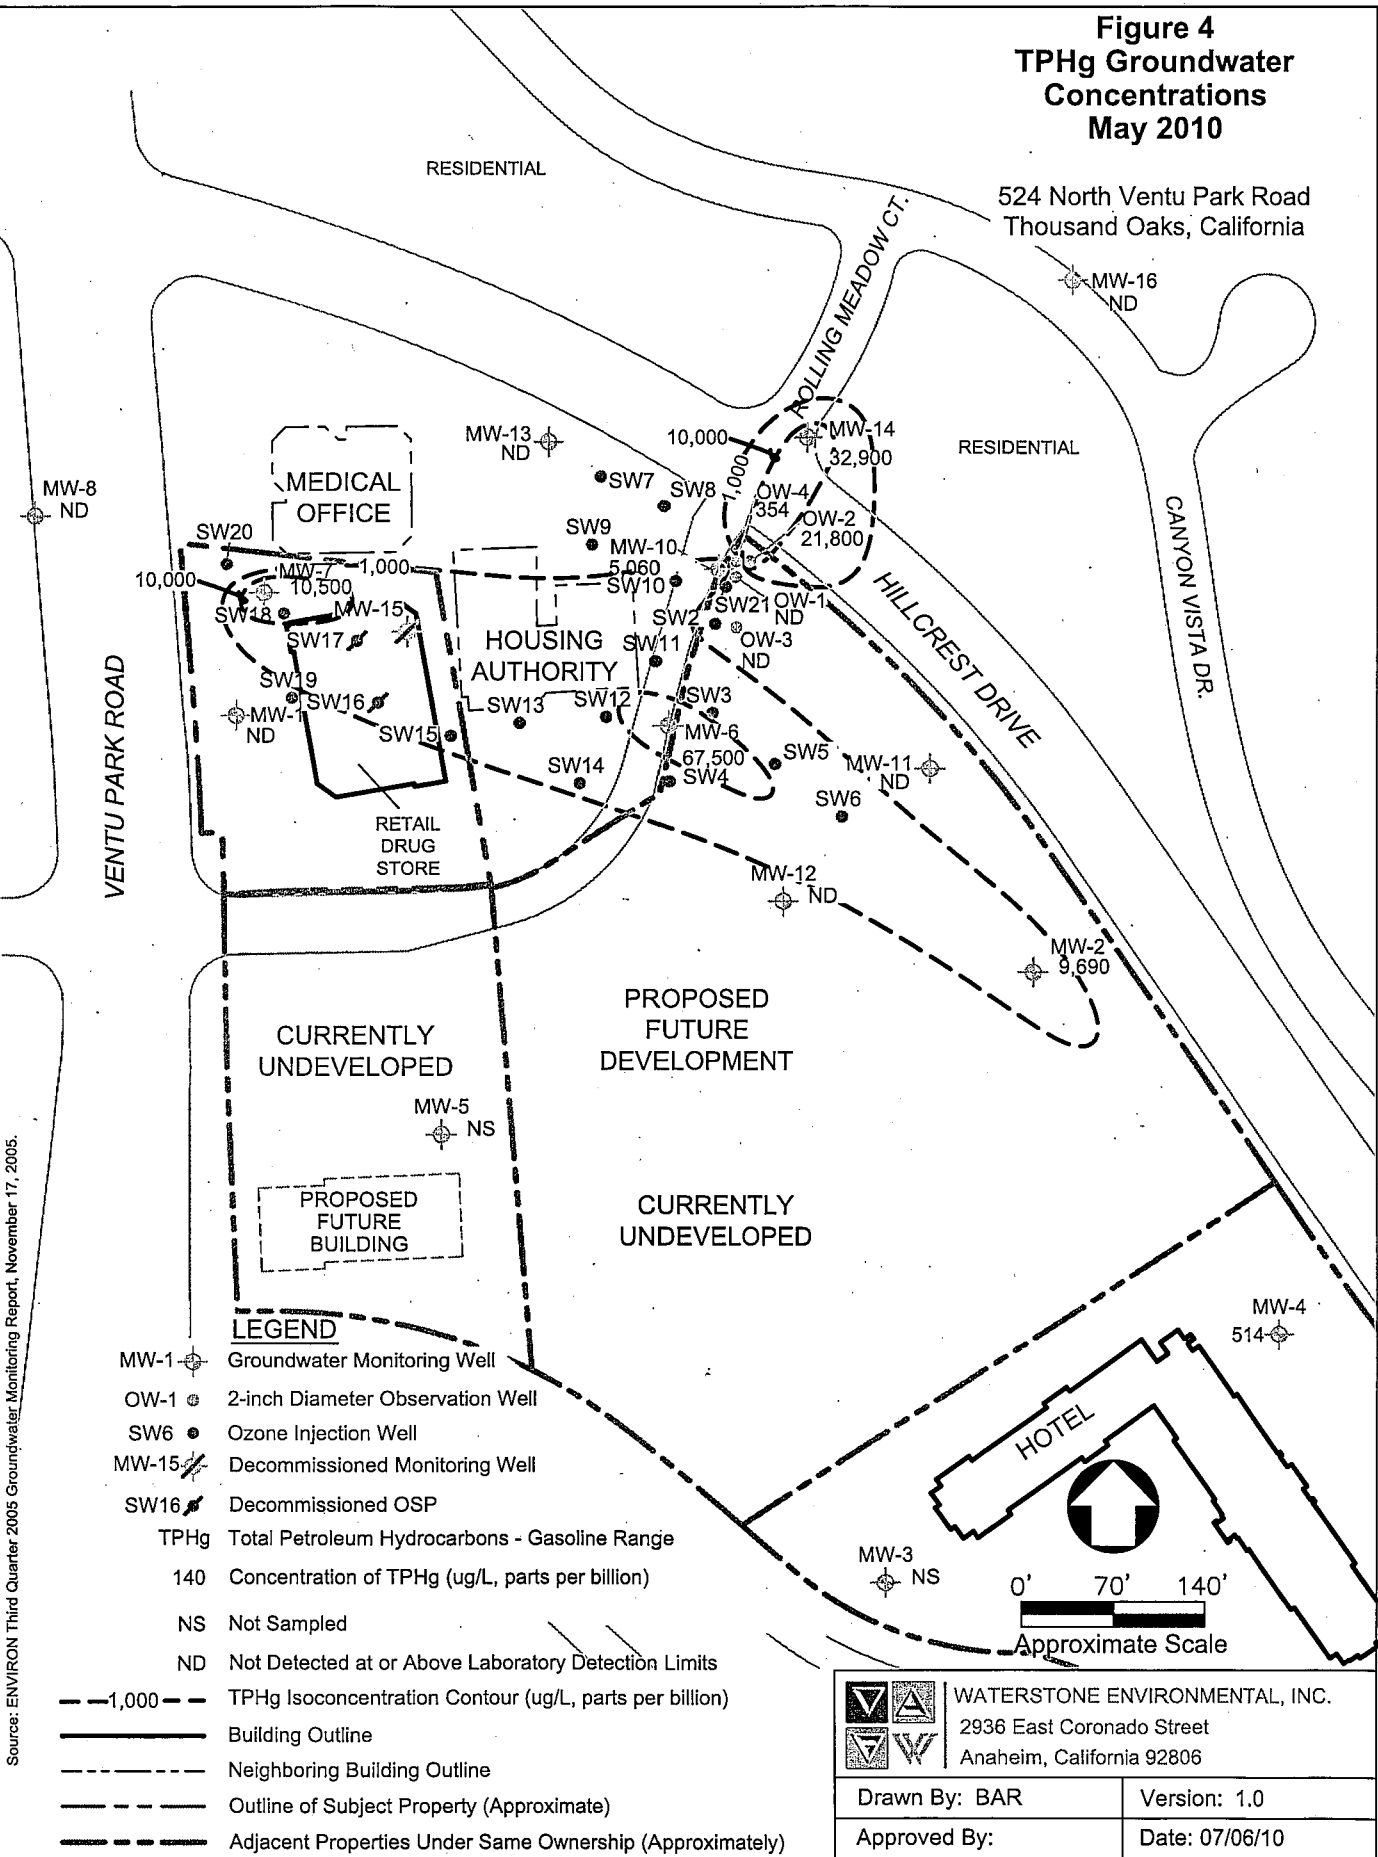 Figure 4
TPHg Groundwater
Concentrations
May 2010
524 North Ventu Park Road
Thousand Oaks, California
RESIDENTIAL
ROLLING MEADOW CT.
MW-16
ND
MW-13
ND
10,000
MW-14
32,900
RESIDENTIAL
1,000
MEDICAL
OFFICE
MW-8
ND
SW7
SW8
OW-4
354
OW-2
21,800
CANYON VISTA DR.
SW20
SW9
MW-10
5,060
10,000
MW-7
10,500
1,000
SW10
HILLCREST DRIVE
SW18
MW-15
SW2
SW21
OW-1
ND
SW17
HOUSING
AUTHORITY
SW11
OW-3
ND
VENTU PARK ROAD
SW19
SW16
MW-1
ND
SW13
SW12
SW3
SW15
MW-6
67,500
SW5
MW-11
ND
SW14
SW4
SW6
RETAIL
DRUG
STORE
MW-12
ND
MW-2
9,690
PROPOSED
FUTURE
DEVELOPMENT
CURRENTLY
UNDEVELOPED
MW-5
NS
PROPOSED
FUTURE
BUILDING
CURRENTLY
UNDEVELOPED
MW-4
514
HOTEL
MW-3
NS
0' 70' 140'
Approximate Scale
LEGEND
MW-1 Groundwater Monitoring Well
OW-1 2-inch Diameter Observation Well
SW6 Ozone Injection Well
MW-15 Decommissioned Monitoring Well
SW16 Decommissioned OSP
TPHg Total Petroleum Hydrocarbons - Gasoline Range
140 Concentration of TPHg (ug/L, parts per billion)
NS Not Sampled
ND Not Detected at or Above Laboratory Detection Limits
1,000 TPHg Isoconcentration Contour (ug/L, parts per billion)
Building Outline
Neighboring Building Outline
Outline of Subject Property (Approximate)
Adjacent Properties Under Same Ownership (Approximately)
Source: ENVIRON Third Quarter 2005 Groundwater Monitoring Report, November 17, 2005.
V A
W
WATERSTONE ENVIRONMENTAL, INC.
2936 East Coronado Street
Anaheim, California 92806
Drawn By: BAR
Version: 1.0
Approved By:
Date: 07/06/10